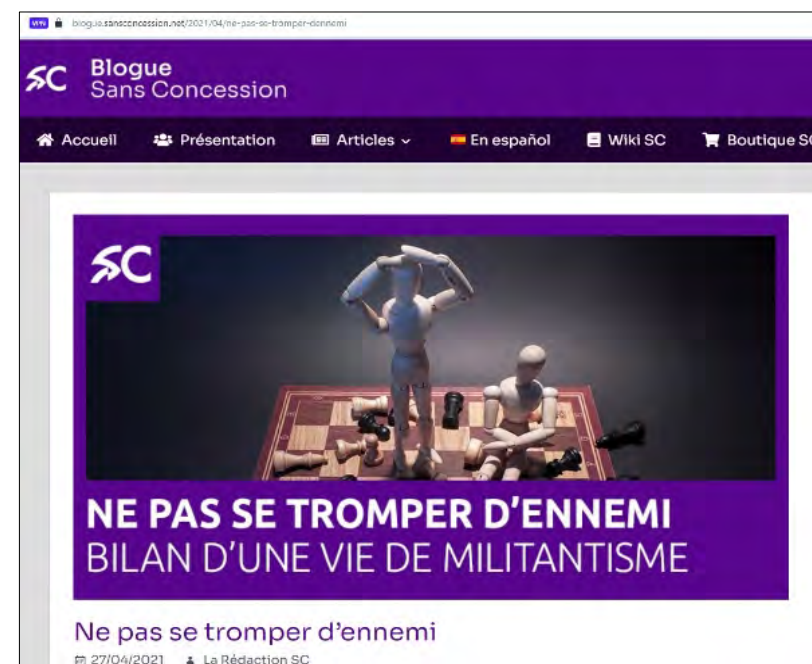 VPN blogue.sansconcession.net/2021/04/ne-pas-se-tromper-dennemi
SC Blogue
Sans Concession
Accueil Présentation Articles En español Wiki SC Boutique SC
SC
NE PAS SE TROMPER D'ENNEMI
BILAN D'UNE VIE DE MILITANTISME
Ne pas se tromper d'ennemi
27/04/2021 La Rédaction SC